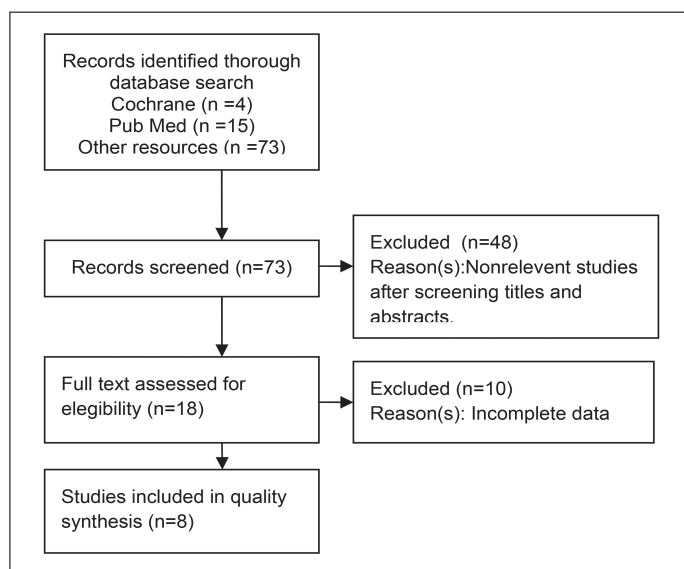 Records identified thorough
database search
Cochrane (n =4)
Pub Med (n =15)
Other resources (n =73)
Records screened (n=73)
Excluded (n=48)
Reason(s):Nonrelevent studies
after screening titles and
abstracts.
Full text assessed for
elegibility (n=18)
Excluded (n=10)
Reason(s): Incomplete data
Studies included in quality
synthesis (n=8)